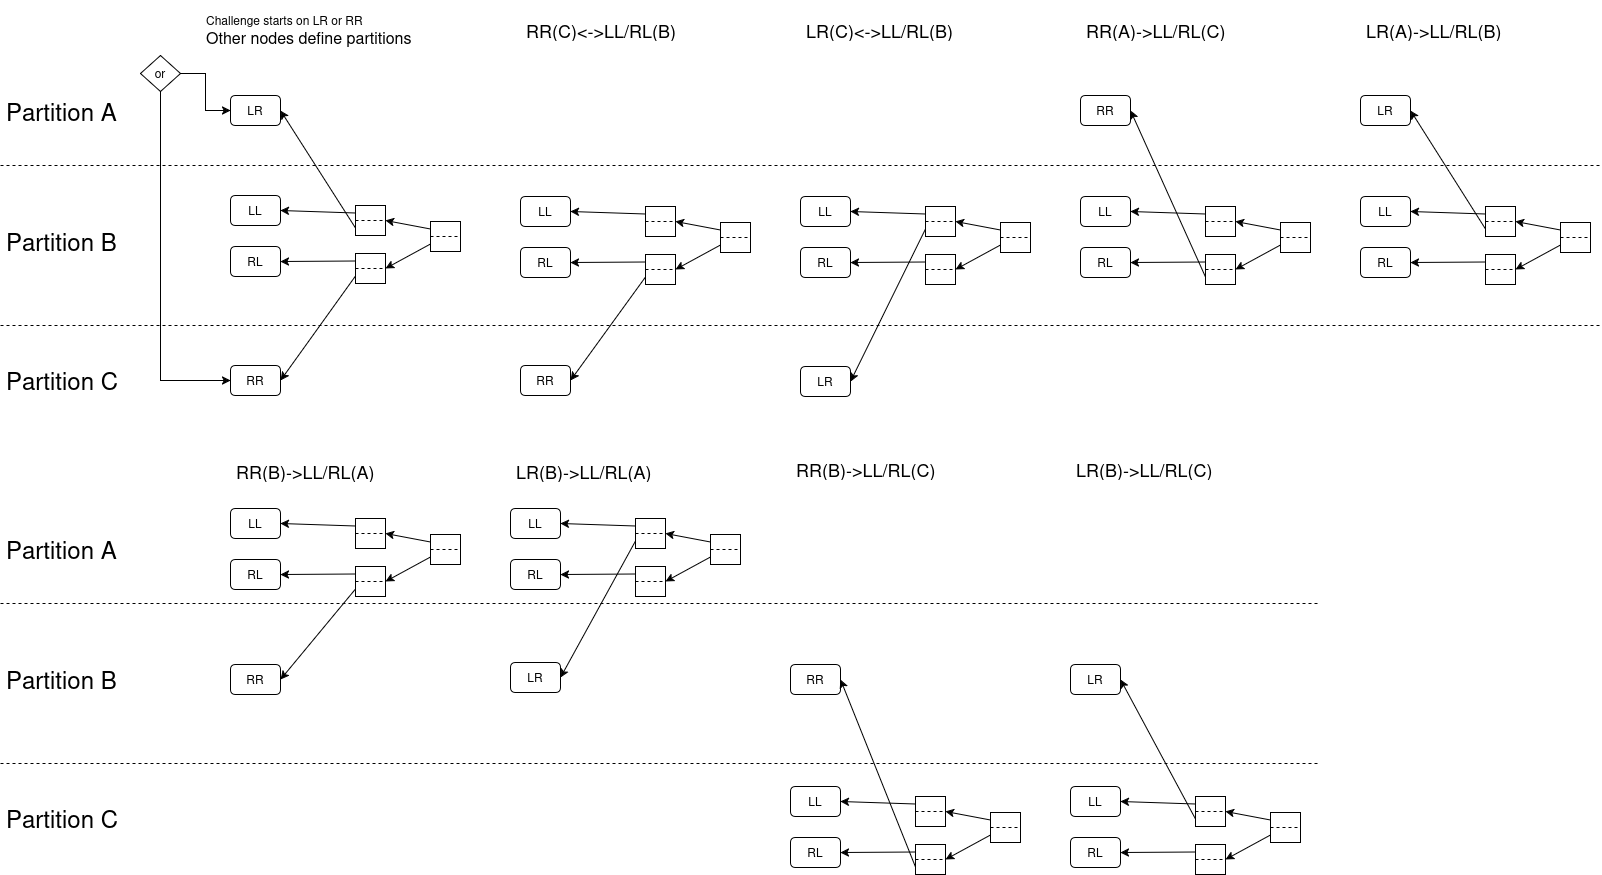 Challenge starts on LR or RR
Other nodes define partitions
RR(C)<->LL/RL(B)
LR(C)<->LL/RL(B)
RR(A)->LL/RL(C)
LR(A)->LL/RL(B)
or
Partition A
LR
RR
LR
Partition B
LL
LL
LL
LL
LL
RL
RL
RL
RL
RL
Partition C
RR
RR
LR
RR(B)->LL/RL(A)
LR(B)->LL/RL(A)
RR(B)->LL/RL(C)
LR(B)->LL/RL(C)
Partition A
LL
LL
RL
RL
Partition B
RR
LR
RR
LR
Partition C
LL
LL
RL
RL